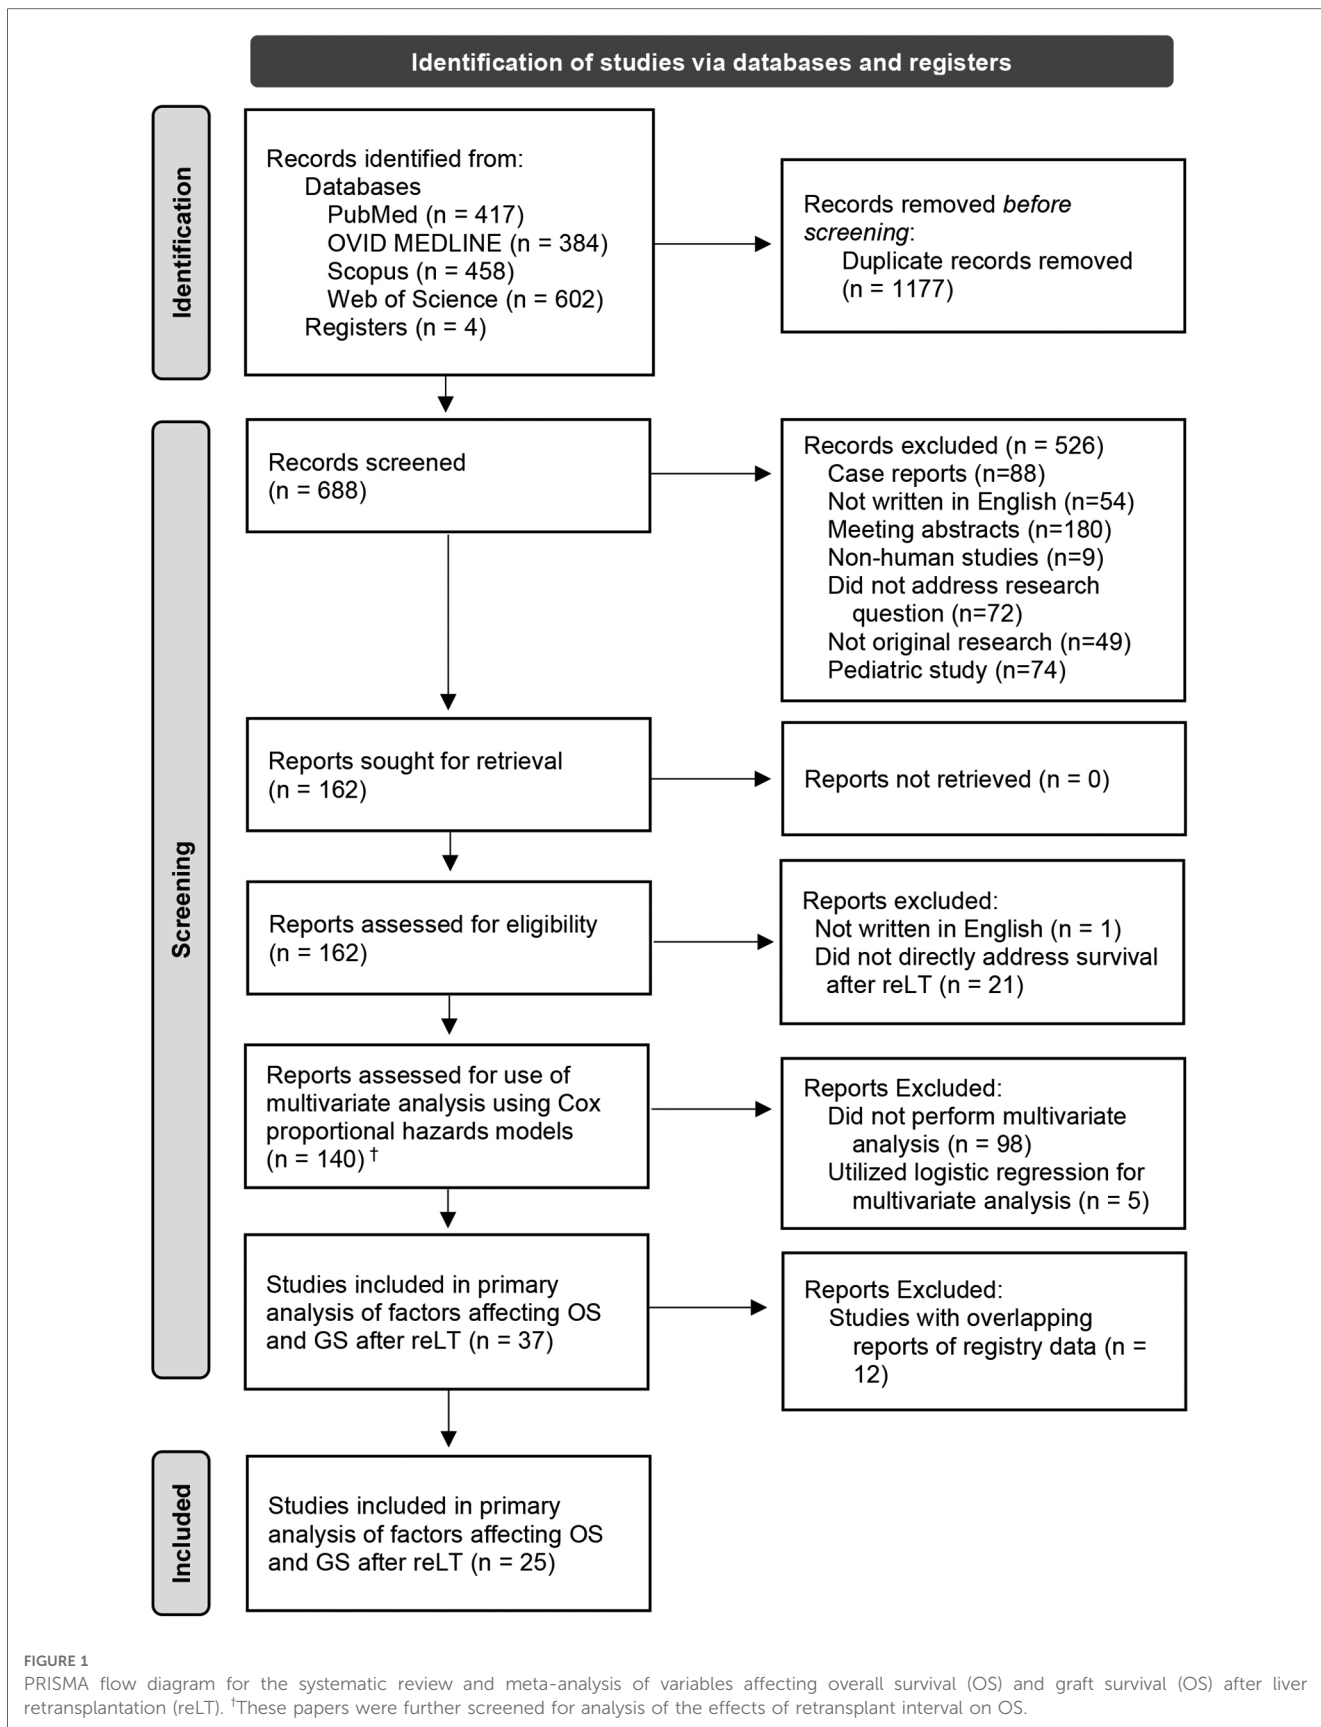 Identification of studies via databases and registers
Identification
Records identified from:
Databases
PubMed (n = 417)
OVID MEDLINE (n = 384)
Scopus (n = 458)
Web of Science (n = 602)
Registers (n = 4)
Records removed before
screening:
Duplicate records removed
(n = 1177)
Screening
Records screened
(n = 688)
Records excluded (n = 526)
Case reports (n=88)
Not written in English (n=54)
Meeting abstracts (n=180)
Non-human studies (n=9)
Did not address research
question (n=72)
Not original research (n=49)
Pediatric study (n=74)
Reports sought for retrieval
(n = 162)
Reports not retrieved (n = 0)
Reports assessed for eligibility
(n = 162)
Reports excluded:
Not written in English (n = 1)
Did not directly address survival
after reLT (n = 21)
Reports assessed for use of
multivariate analysis using Cox
proportional hazards models
(n = 140) †
Reports Excluded:
Did not perform multivariate
analysis (n = 98)
Utilized logistic regression for
multivariate analysis (n = 5)
Studies included in primary
analysis of factors affecting OS
and GS after reLT (n = 37)
Reports Excluded:
Studies with overlapping
reports of registry data (n =
12)
Included
Studies included in primary
analysis of factors affecting OS
and GS after reLT (n = 25)
FIGURE 1
PRISMA flow diagram for the systematic review and meta-analysis of variables affecting overall survival (OS) and graft survival (OS) after liver
retransplantation (reLT). †These papers were further screened for analysis of the effects of retransplant interval on OS.